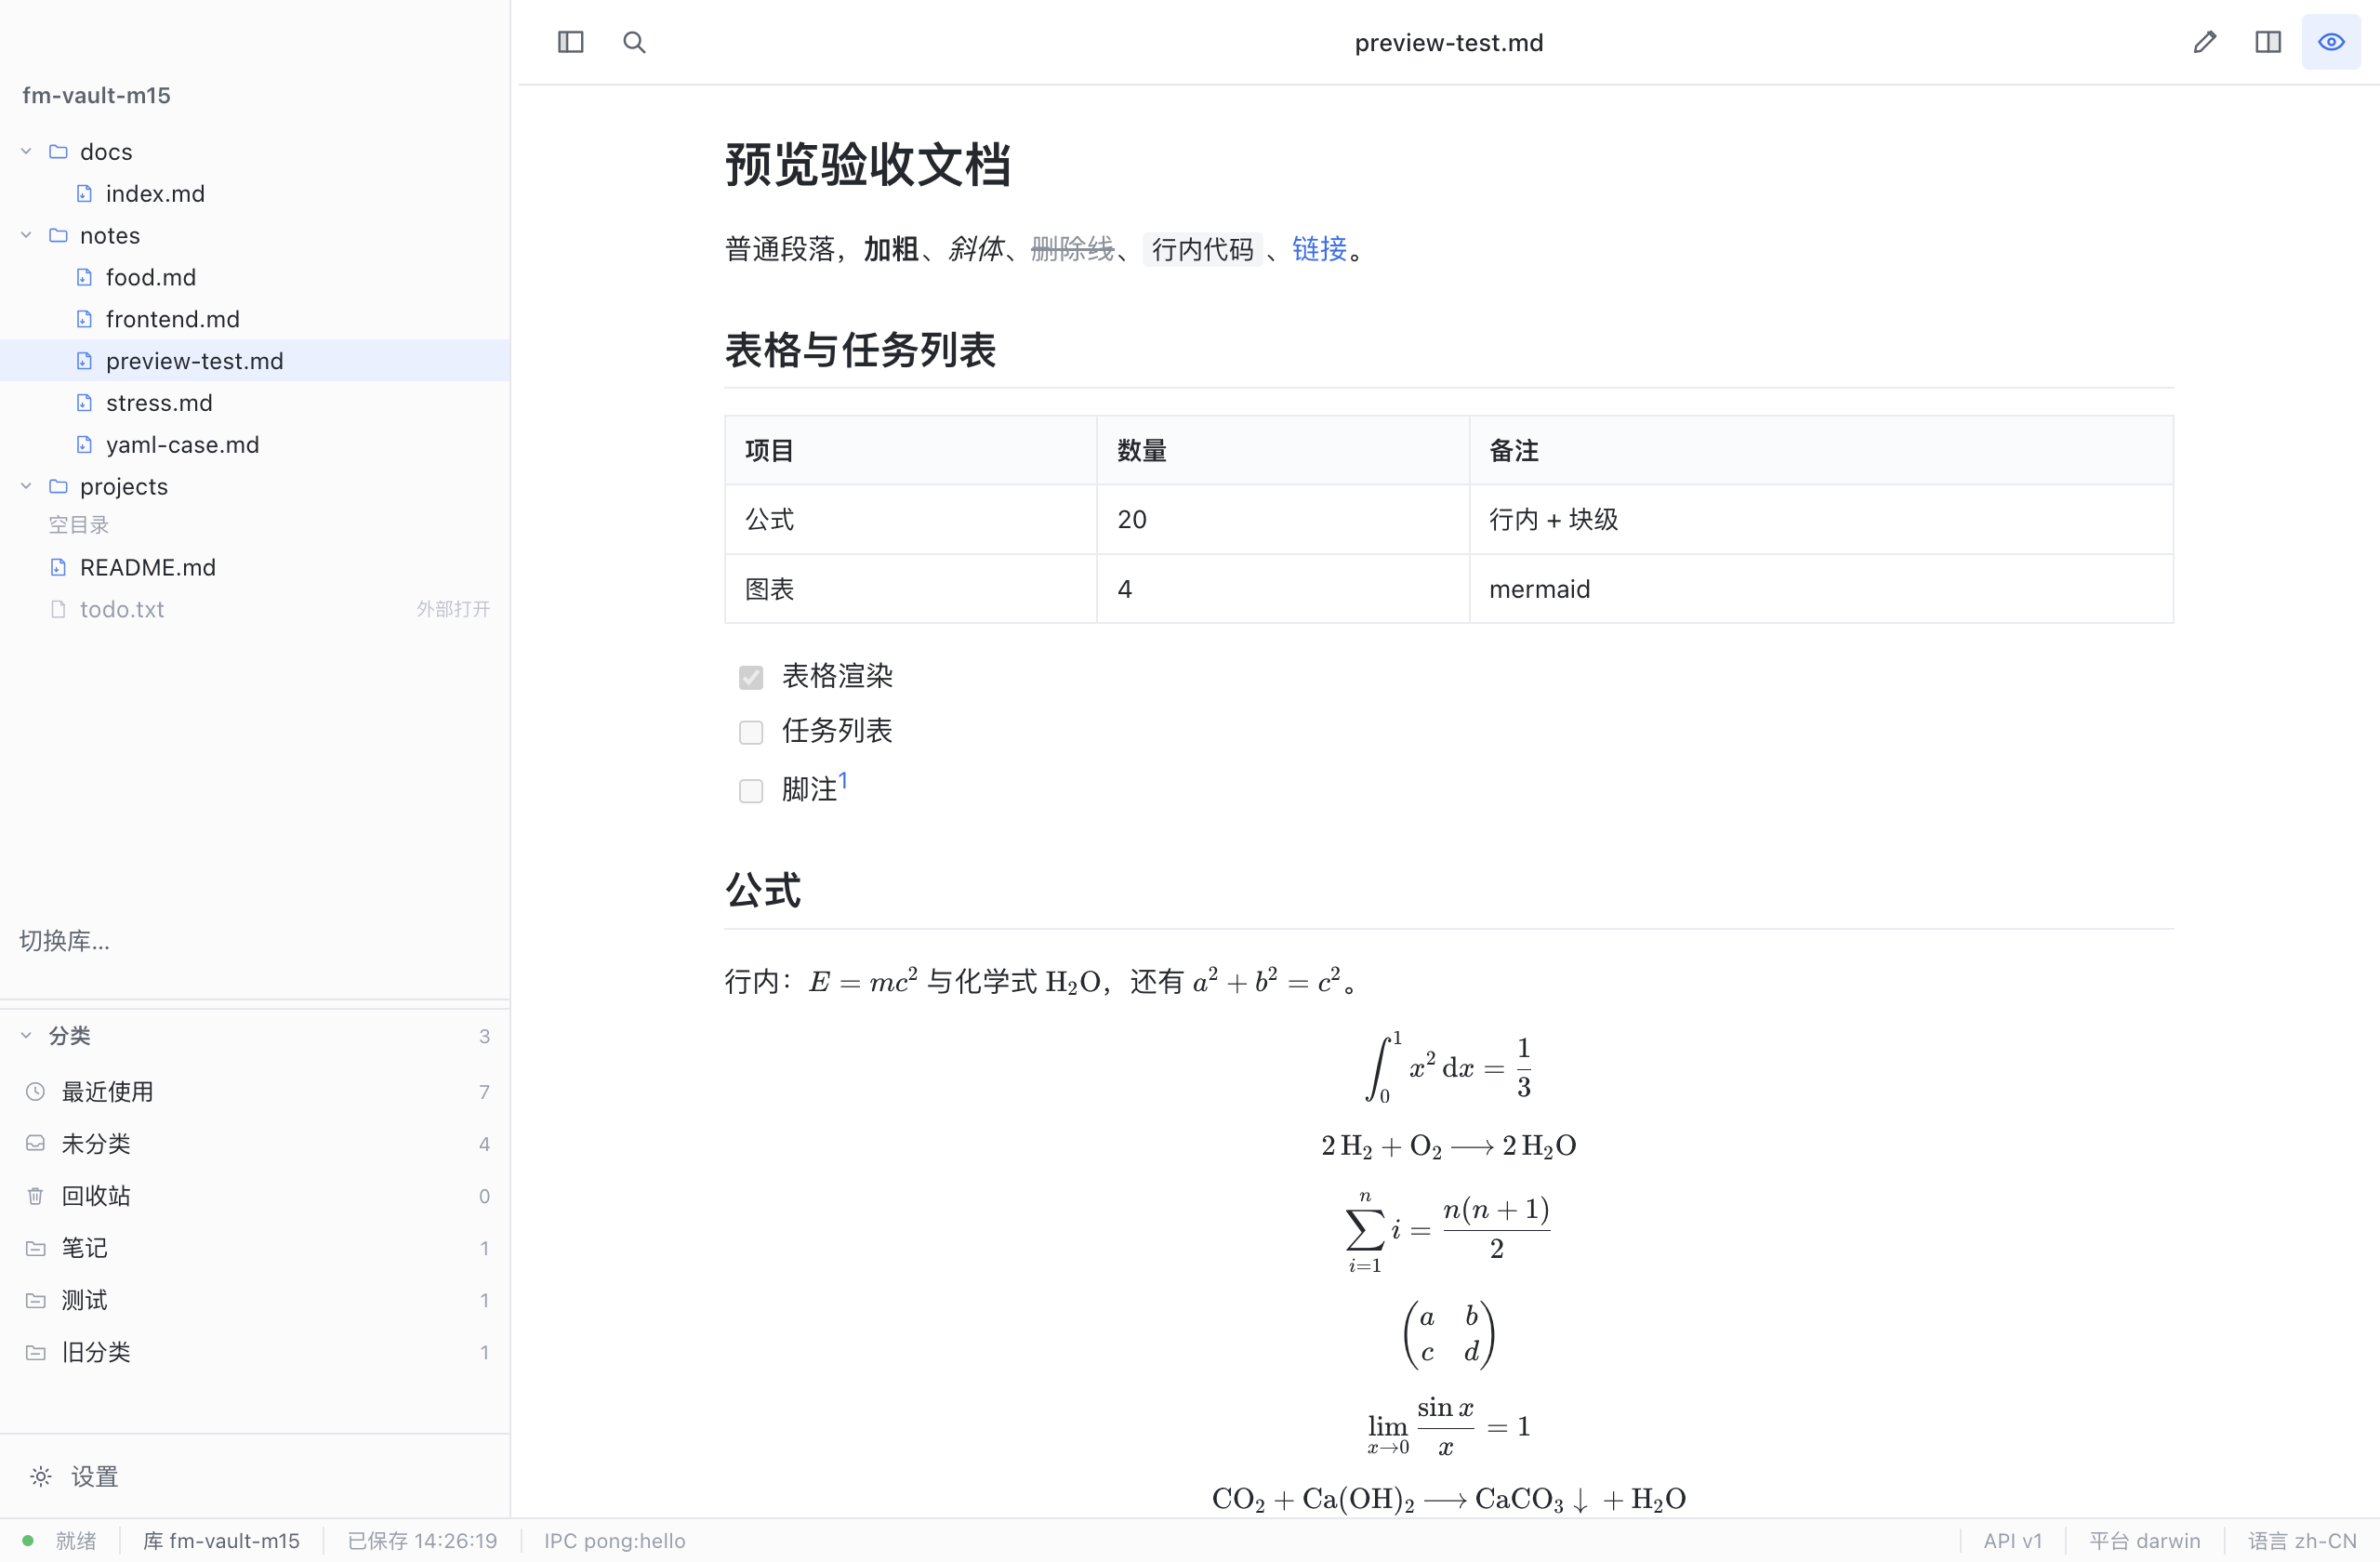 preview-test.md
fm-vault-m15
docs
index.md
notes
food.md
frontend.md
preview-test.md
stress.md
yaml-case.md
projects
空目录
README.md
todo.txt 外部打开
切换库...
分类 3
最近使用 7
未分类 4
回收站 0
笔记 1
测试 1
旧分类 1
设置
预览验收文档
普通段落，加粗、斜体、删除线、行内代码、链接。
表格与任务列表
项目 数量 备注
公式 20 行内 + 块级
图表 4 mermaid
表格渲染
任务列表
脚注¹
公式
行内：E = mc² 与化学式 H₂O，还有 a² + b² = c²。
∫₀¹ x² dx = 1/3
2 H₂ + O₂ ⟶ 2 H₂O
∑_{i=1}^{n} i = n(n + 1)/2
(a b
c d)
lim_{x→0} sin x/x = 1
CO₂ + Ca(OH)₂ ⟶ CaCO₃ ↓ + H₂O
就绪 库 fm-vault-m15 已保存 14:26:19 IPC pong:hello API v1 平台 darwin 语言 zh-CN